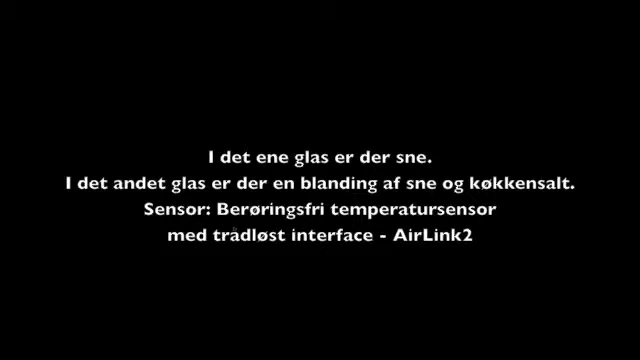 I det ene glas er der sne.
I det andet glas er der en blanding af sne og køkkensalt.
Sensor: Berøringsfri temperatursensor
med trådløst interface - AirLink2